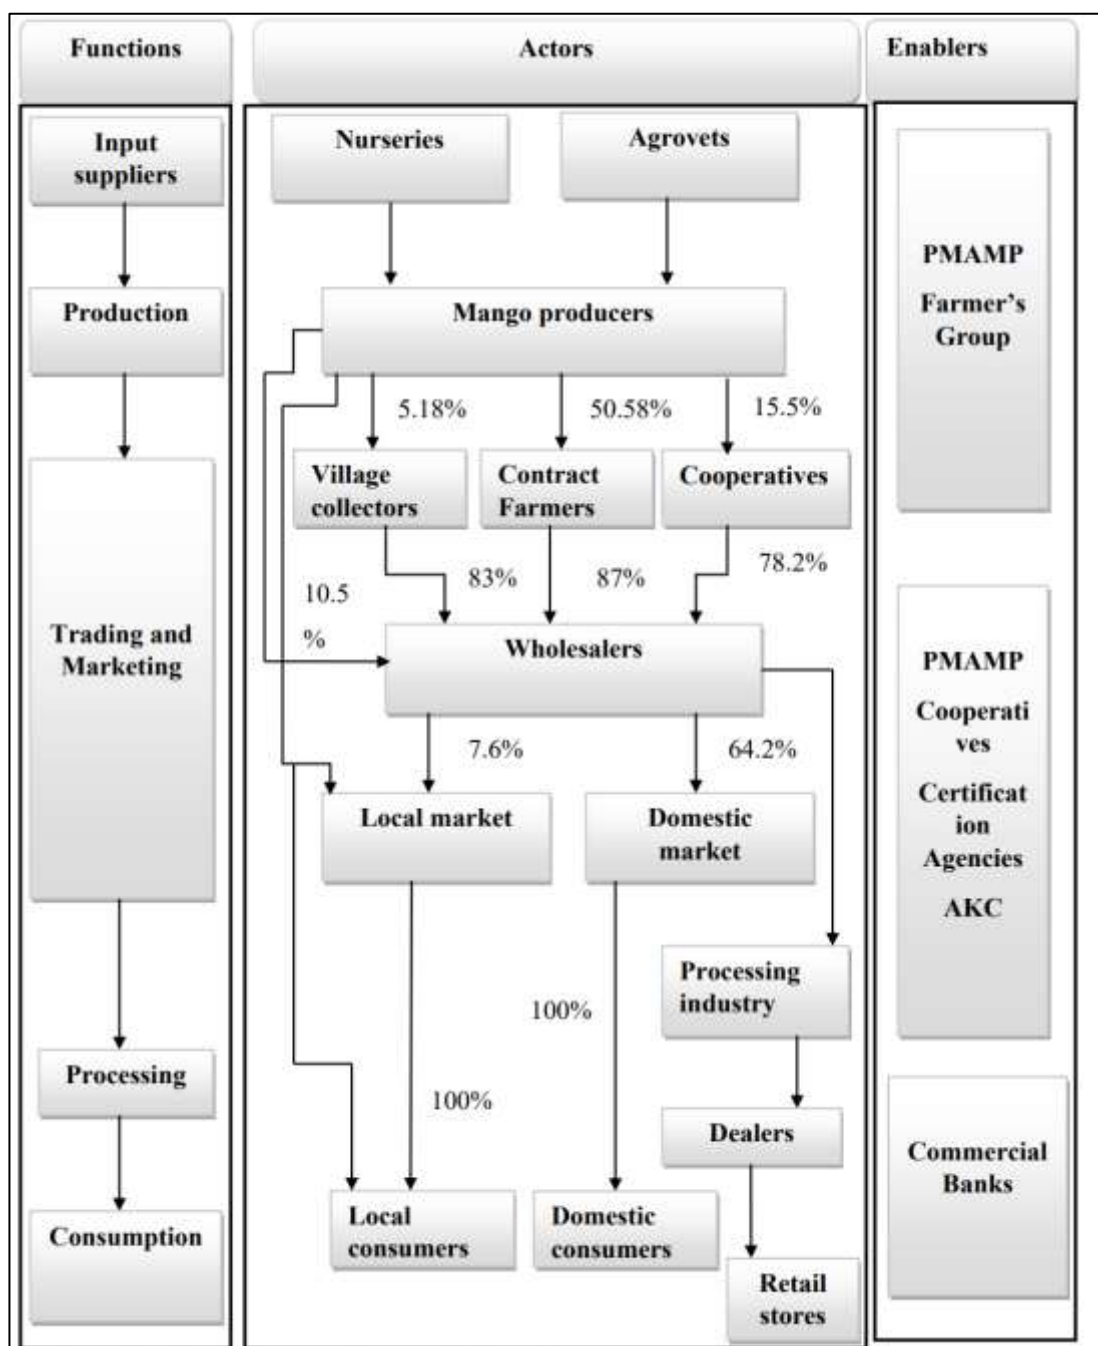 Functions
Actors
Enablers
Input
suppliers
Nurseries
Agrovets
PMAMP
Farmer's
Group
Production
Mango producers
5.18%
50.58%
15.5%
Village
collectors
Contract
Farmers
Cooperatives
83%
87%
78.2%
10.5
%
Trading and
Marketing
Wholesalers
PMAMP
Cooperati
ves
Certificat
ion
Agencies
AKC
7.6%
64.2%
Local market
Domestic
market
Processing
industry
100%
100%
Processing
Dealers
Commercial
Banks
Consumption
Local
consumers
Domestic
consumers
Retail
stores